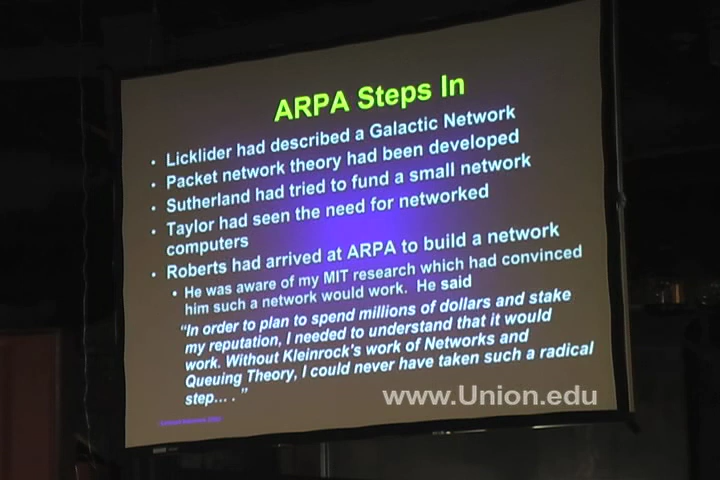 ARPA Steps In
• Licklider had described a Galactic Network
• Packet network theory had been developed
• Sutherland had tried to fund a small network
• Taylor had seen the need for networked
computers
• Roberts had arrived at ARPA to build a network
• He was aware of my MIT research which had convinced
him such a network would work. He said
"In order to plan to spend millions of dollars and stake
my reputation, I needed to understand that it would
work. Without Kleinrock's work of Networks and
Queuing Theory, I could never have taken such a radical
step… . "
www.Union.edu